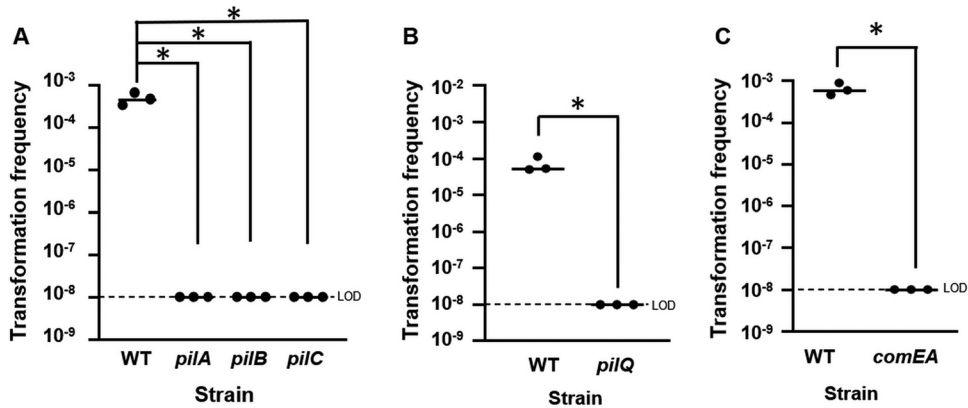 A
Transformation frequency
10⁻³
10⁻⁴
10⁻⁵
10⁻⁶
10⁻⁷
10⁻⁸
10⁻⁹
* * *
LOD
WT pilA pilB pilC
Strain
B
Transformation frequency
10⁻²
10⁻³
10⁻⁴
10⁻⁵
10⁻⁶
10⁻⁷
10⁻⁸
10⁻⁹
*
LOD
WT pilQ
Strain
C
Transformation frequency
10⁻³
10⁻⁴
10⁻⁵
10⁻⁶
10⁻⁷
10⁻⁸
10⁻⁹
*
LOD
WT comEA
Strain